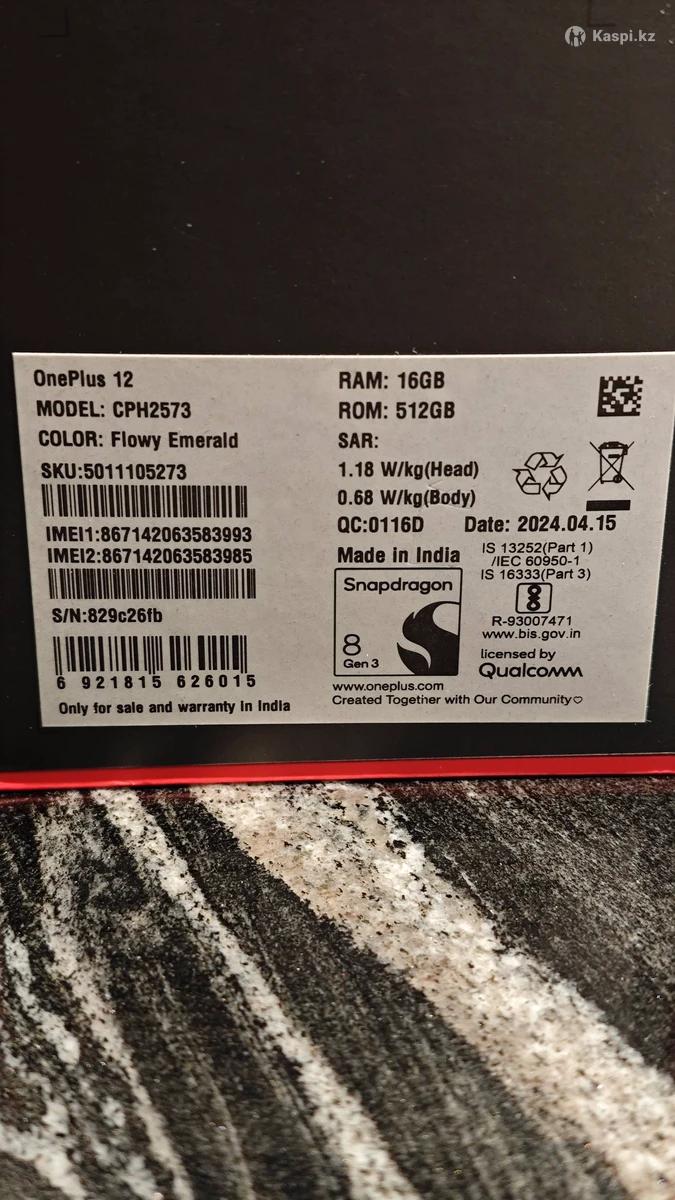 Kaspi.kz
OnePlus 12
MODEL: CPH2573
COLOR: Flowy Emerald
SKU:5011105273
IMEI1:867142063583993
IMEI2:867142063583985
S/N:829c26fb
6 921815 626015
Only for sale and warranty in India
RAM: 16GB
ROM: 512GB
SAR:
1.18 W/kg(Head)
0.68 W/kg(Body)
QC:0116D Date: 2024.04.15
Made in India
Snapdragon
8
Gen 3
IS 13252(Part 1)
/IEC 60950-1
IS 16333(Part 3)
R-93007471
www.bis.gov.in
licensed by
Qualcomm
www.oneplus.com
Created Together with Our Community♡